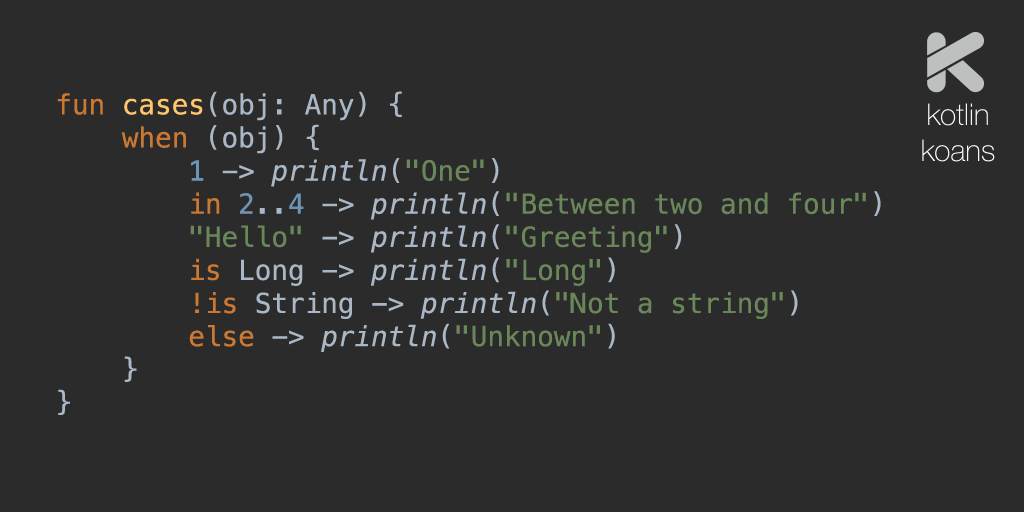 kotlin
koans
fun cases(obj: Any) {
    when (obj) {
        1 -> println("One")
        in 2..4 -> println("Between two and four")
        "Hello" -> println("Greeting")
        is Long -> println("Long")
        !is String -> println("Not a string")
        else -> println("Unknown")
    }
}